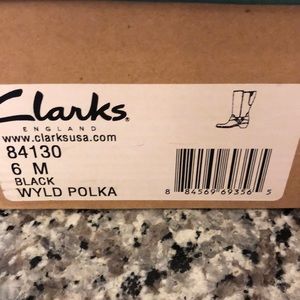 Clarks
ENGLAND
www.clarksusa.com
84130
6 M
BLACK
WYLD POLKA
8 84569 69356 5